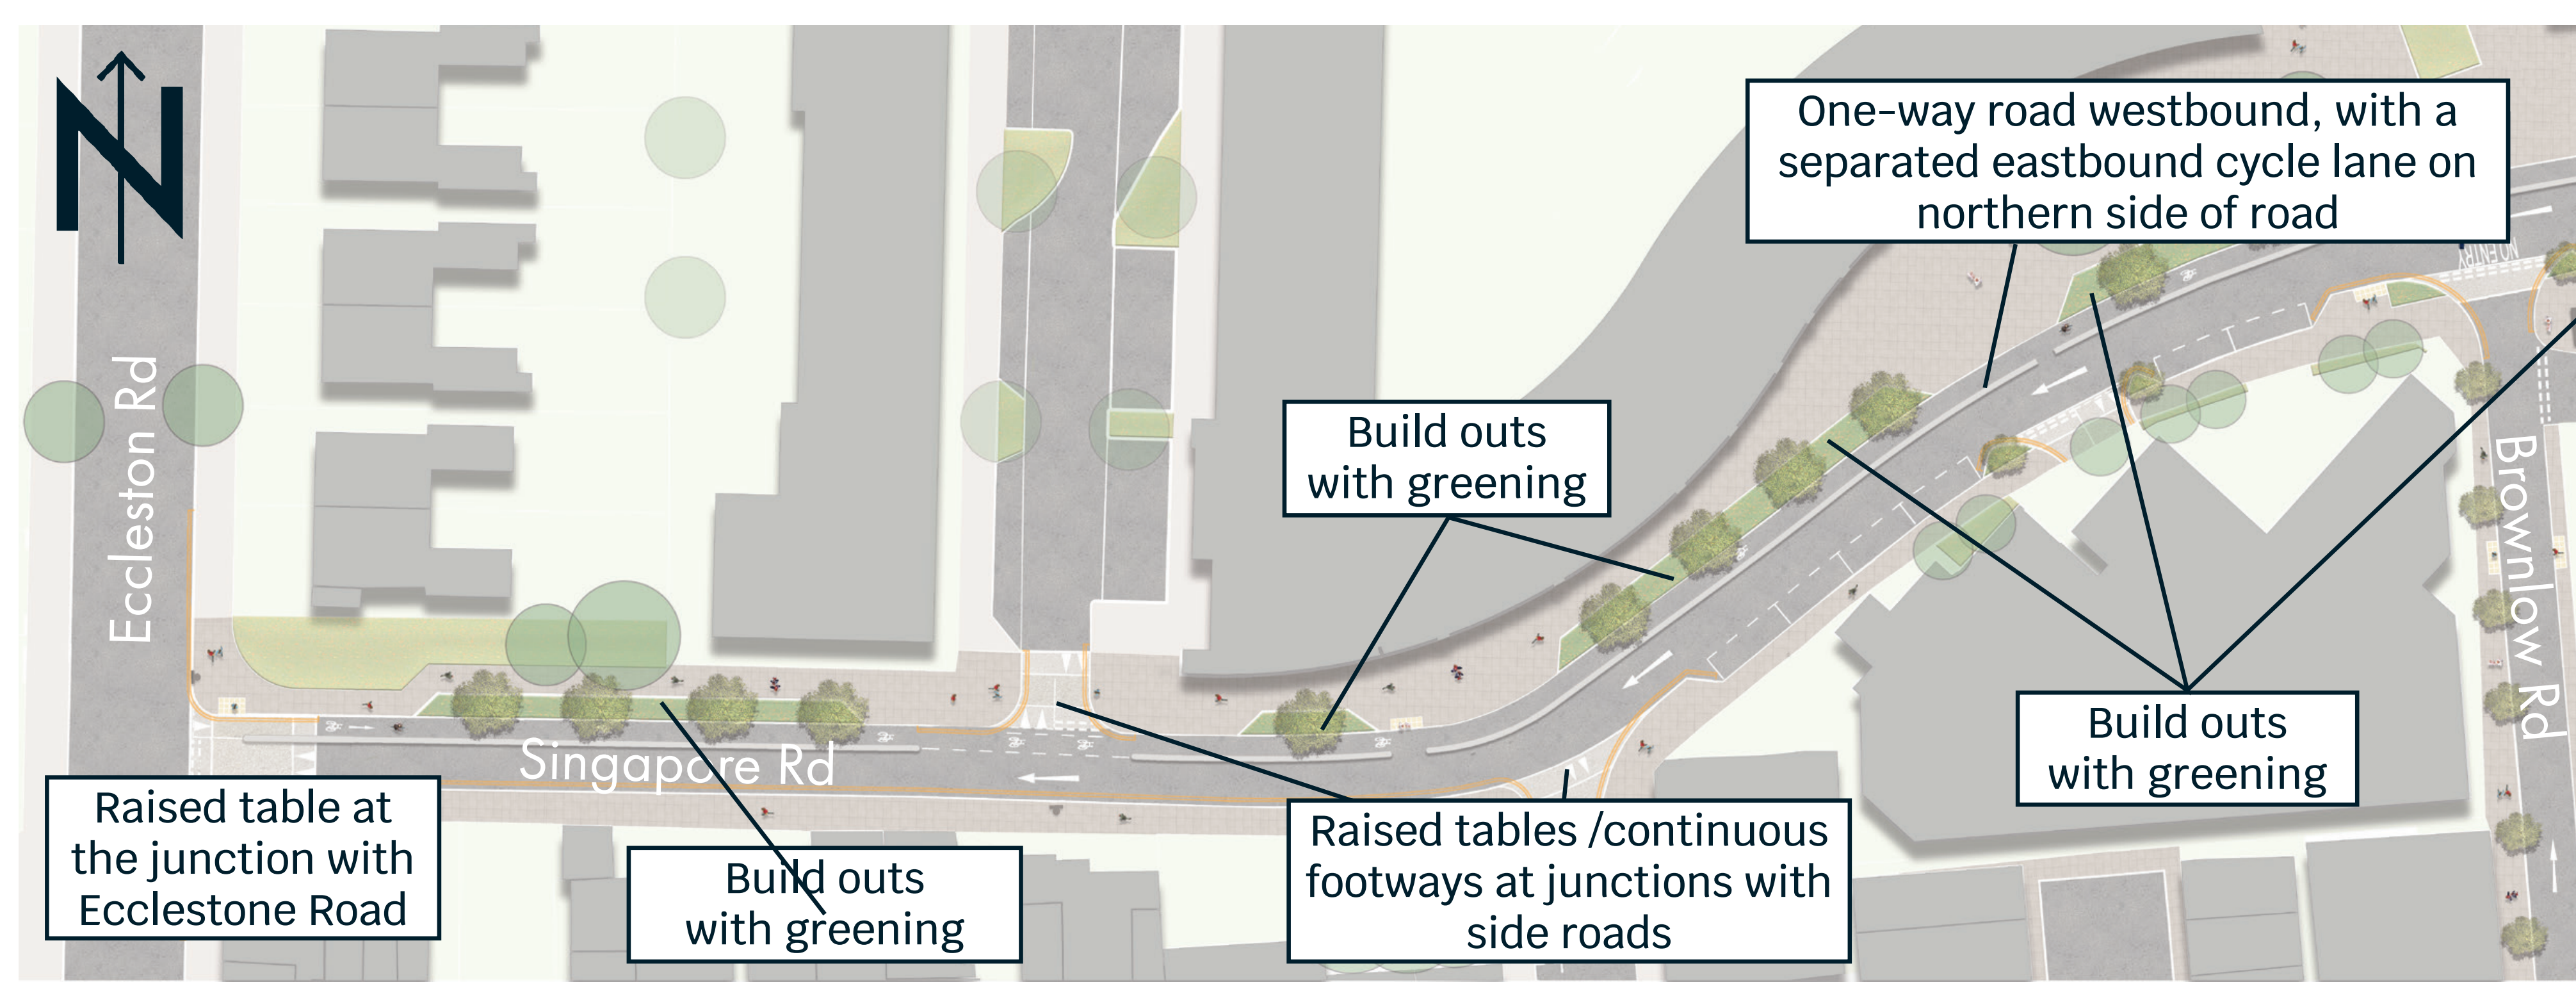 N
One-way road westbound, with a
separated eastbound cycle lane on
northern side of road
NO ENTRY
Eccleston Rd
Build outs
with greening
Brownlow Rd
Singapore Rd
Raised table at
the junction with
Ecclestone Road
Build outs
with greening
Raised tables /continuous
footways at junctions with
side roads
Build outs
with greening